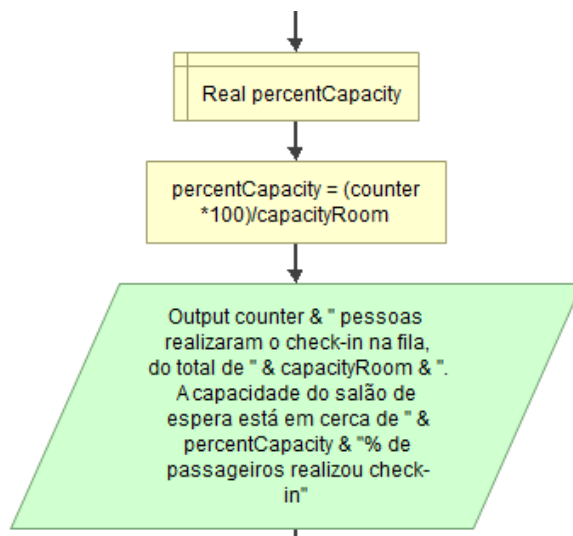 Real percentCapacity
percentCapacity = (counter
*100)/capacityRoom
Output counter & " pessoas
realizaram o check-in na fila,
do total de " & capacityRoom & ".
A capacidade do salão de
espera está em cerca de " &
percentCapacity & "% de
passageiros realizou check-
in"